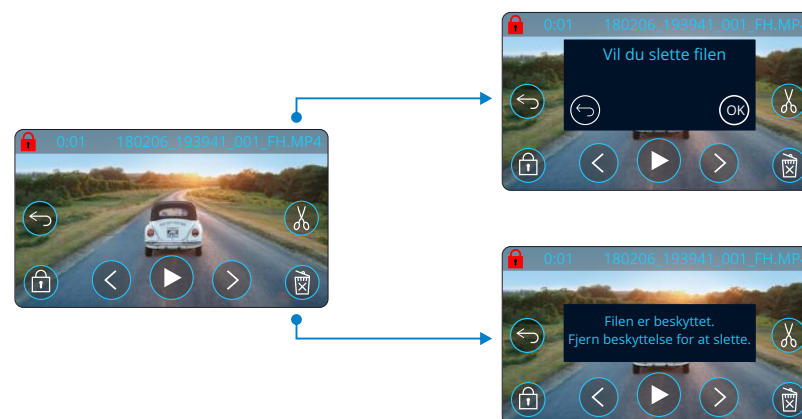 0:01 180206_193941_001_FH.MP4
Vil du slette filen
OK
0:01 180206_193941_001_FH.MP4
0:01 180206_193941_001_FH.MP
Filen er beskyttet.
Fjern beskyttelse for at slette.